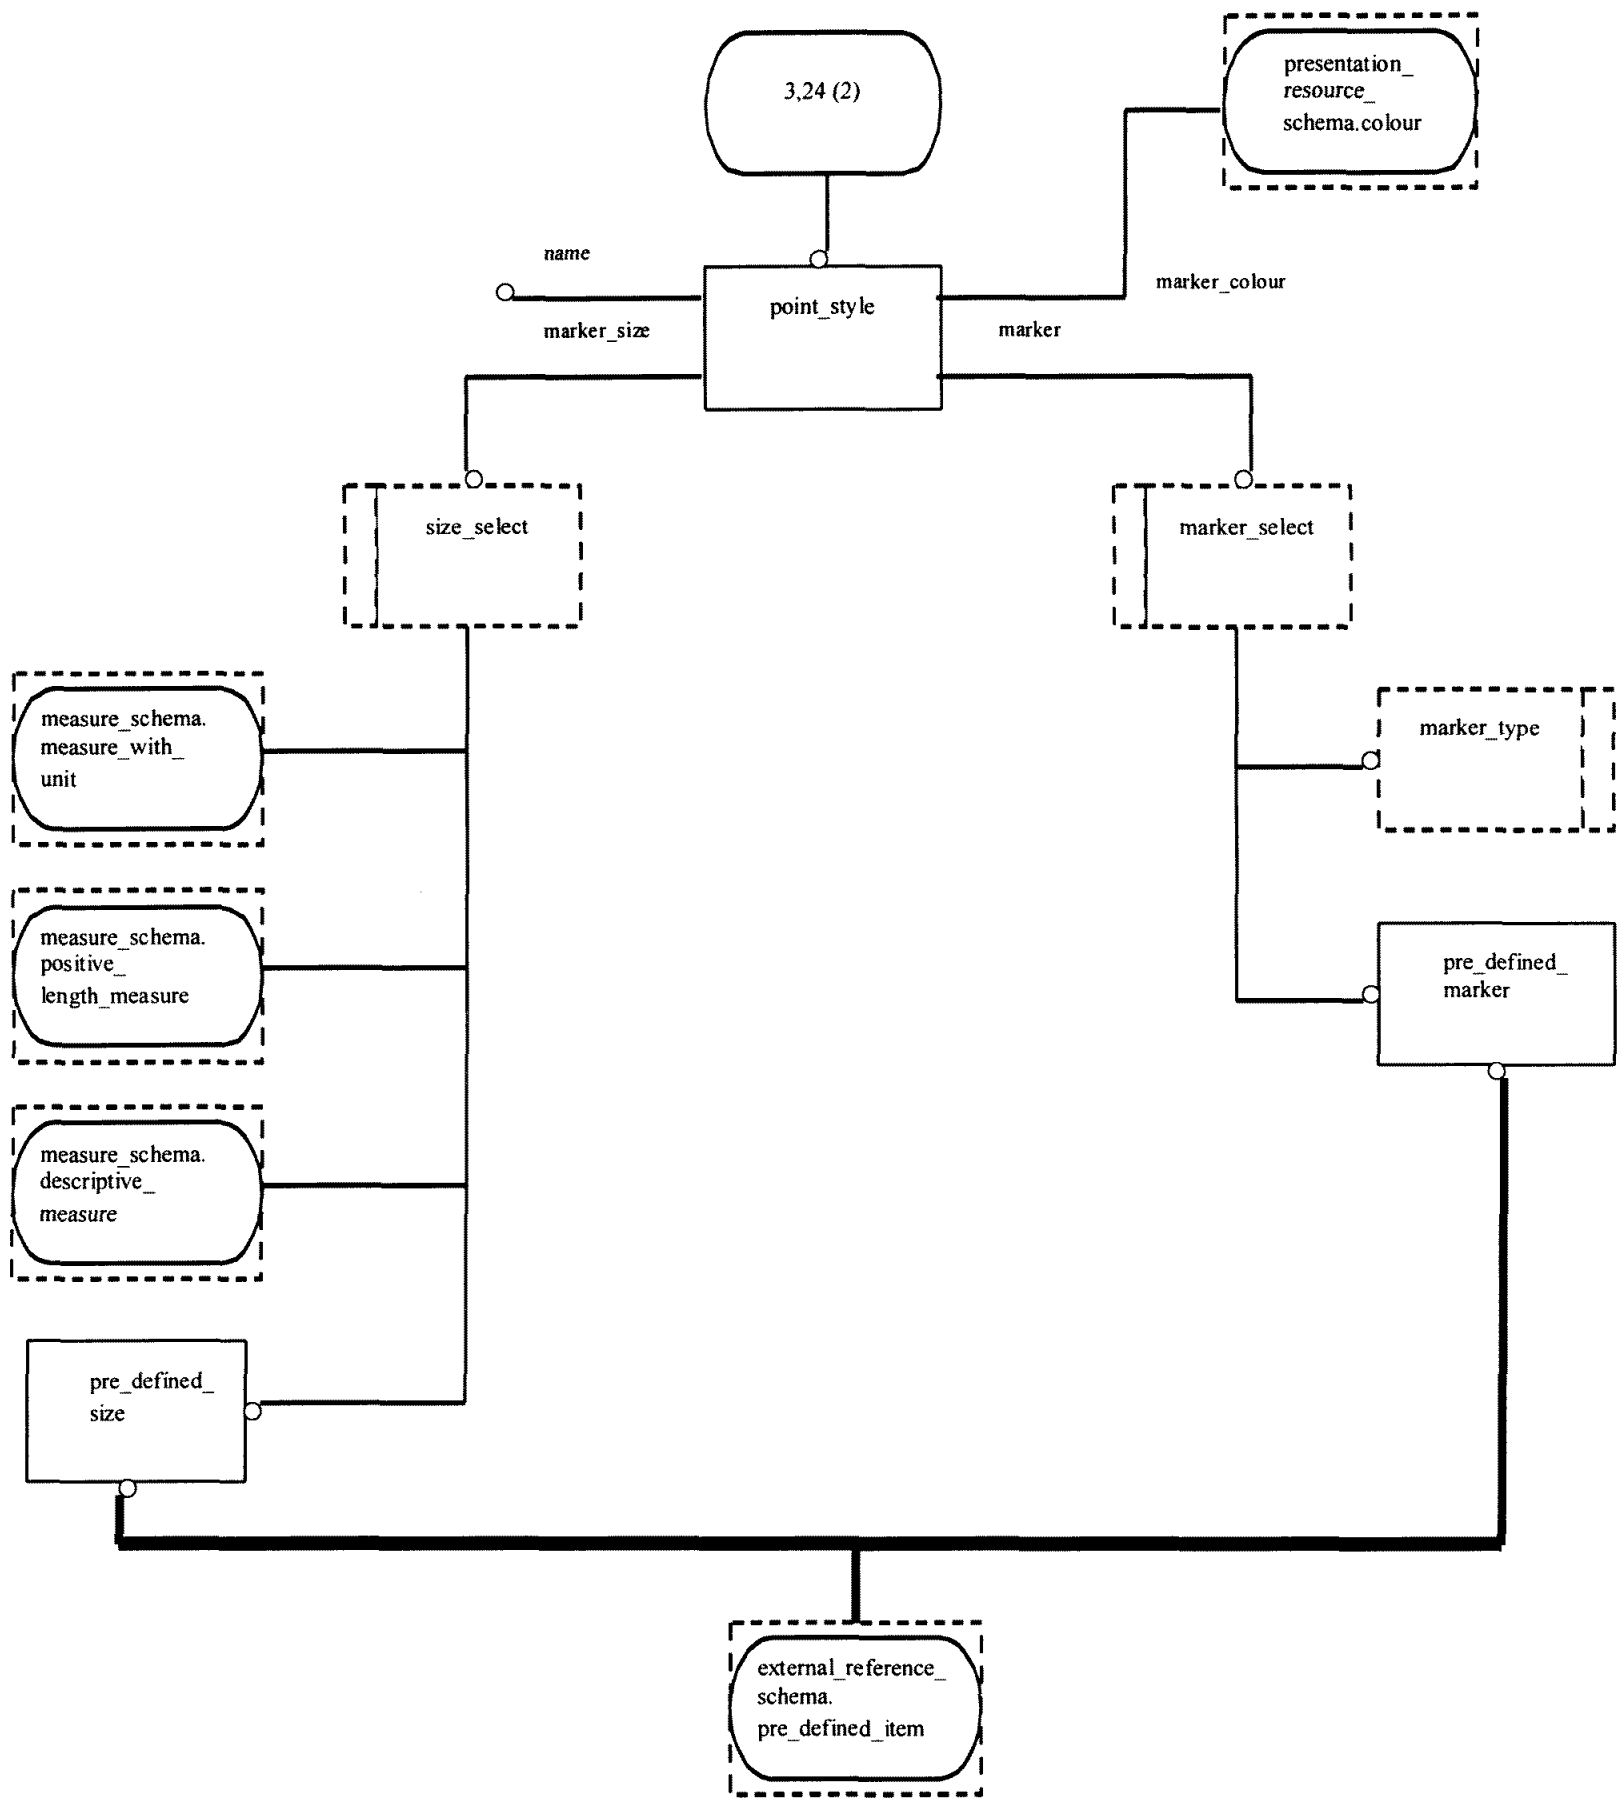 3,24 (2)
presentation_
resource_
schema.colour
name
marker_size
point_style
marker_colour
marker
size_select
marker_select
measure_schema.
measure_with_
unit
marker_type
measure_schema.
positive_
length_measure
pre_defined_
marker
measure_schema.
descriptive_
measure
pre_defined_
size
external_reference_
schema.
pre_defined_item